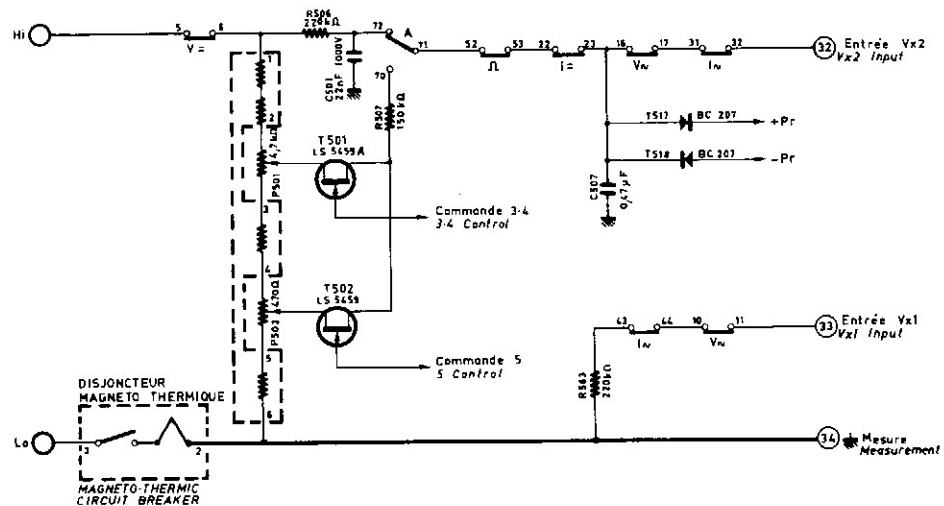 Hi
5 6
V=
R506
220kΩ
C501
22nF
1000V
72 A
71
70
R507
150kΩ
52 53
Ω
22 23
I=
16 17
V∿
31 32
I∿
32 Entrée Vx2
Vx2 Input
T517 BC 207 +Pr
T518 BC 207 -Pr
C507
0,47µF
1
2
P501 4,7kΩ
3
4
470Ω
5
6
T501
LS 5459A
Commande 3.4
3.4 Control
T502
LS 5459
Commande 5
5 Control
43 44
I∿
10 11
V∿
33 Entrée Vx1
Vx1 Input
R563
220kΩ
DISJONCTEUR
MAGNETO THERMIQUE
Lo
3 2
MAGNETO-THERMIC
CIRCUIT BREAKER
34 Mesure
Measurement